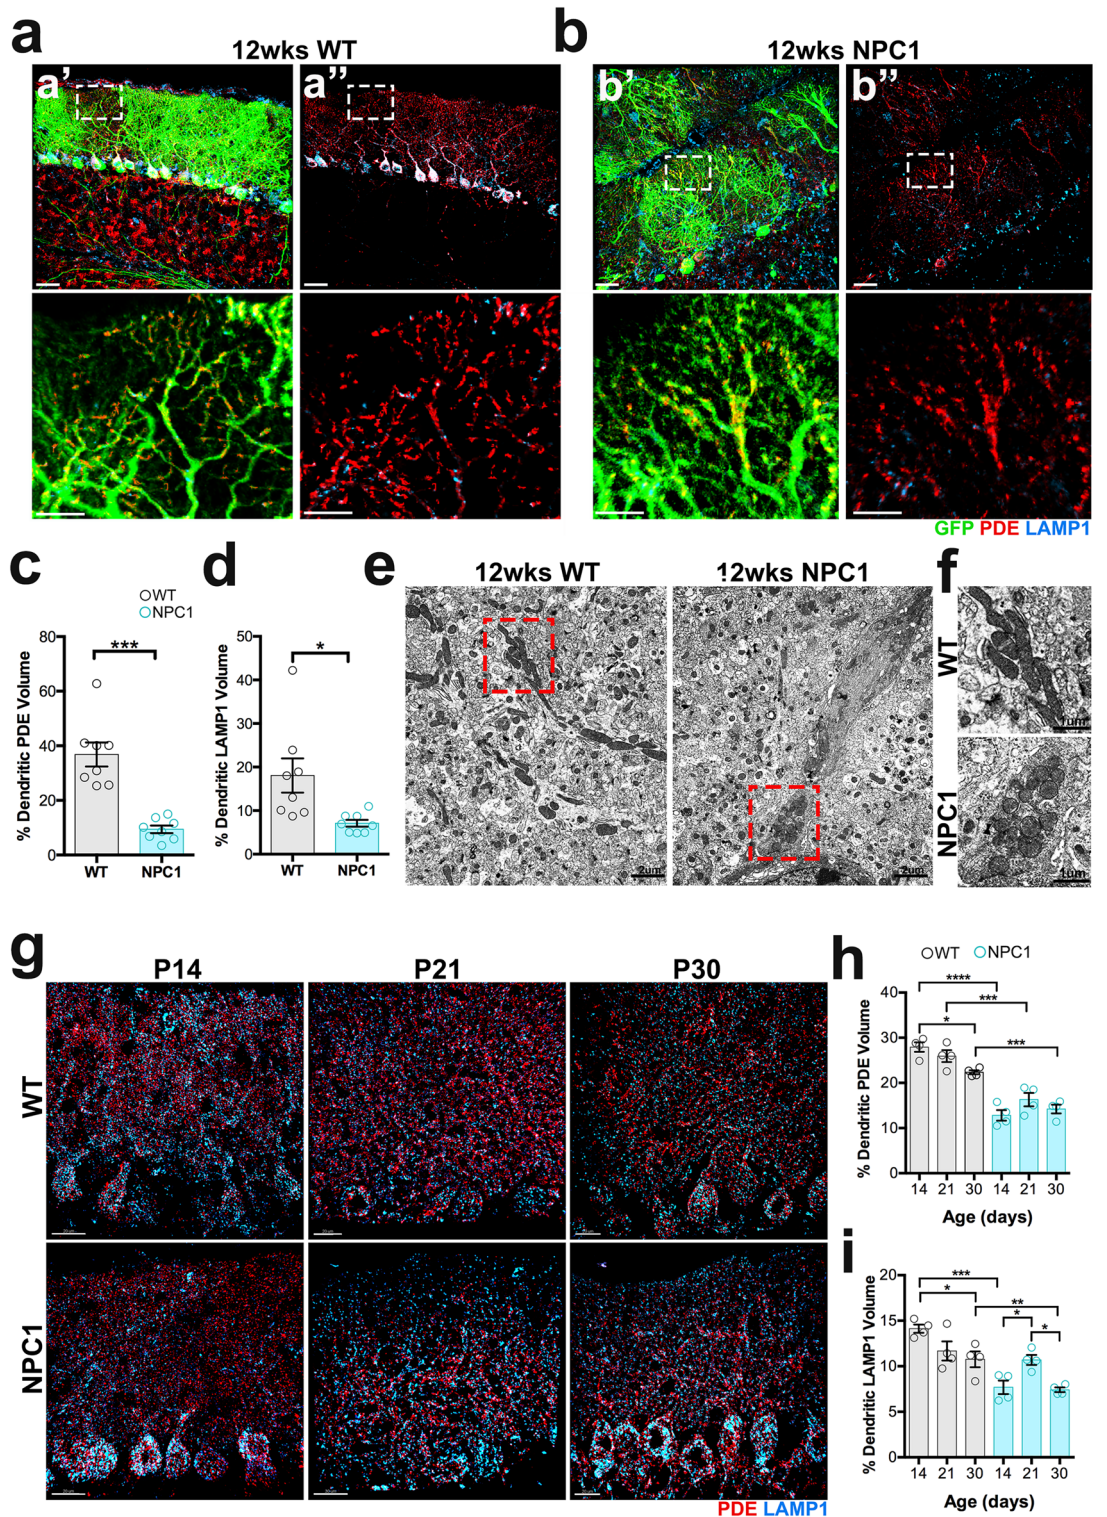 a
12wks WT
a’
a’’
b
12wks NPC1
b’
b’’
GFP PDE LAMP1
c
WT
NPC1
% Dendritic PDE Volume
80
60
40
20
0
***
WT
NPC1
d
% Dendritic LAMP1 Volume
50
40
30
20
10
0
*
WT
NPC1
e
12wks WT
12wks NPC1
2um
2um
f
WT
1um
NPC1
1um
g
P14
P21
P30
WT
NPC1
PDE LAMP1
h
WT
NPC1
% Dendritic PDE Volume
40
30
20
10
0
****
***
*
***
14 21 30 14 21 30
Age (days)
i
% Dendritic LAMP1 Volume
20
15
10
5
0
***
*
**
*
*
14 21 30 14 21 30
Age (days)